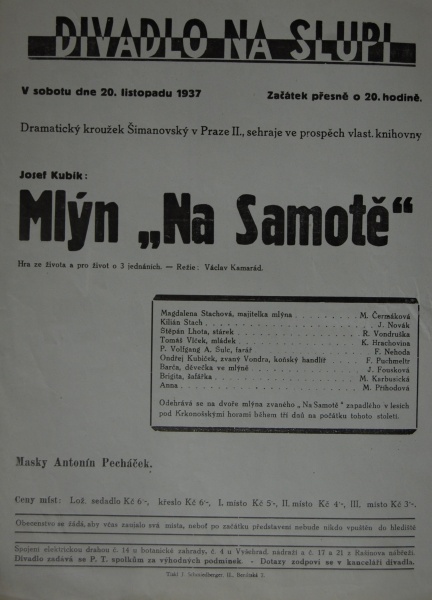 DIVADLO NA SLUPI
V sobotu dne 20. listopadu 1937 Začátek přesně o 20. hodině.
Dramatický kroužek Šimanovský v Praze II., sehraje ve prospěch vlast. knihovny
Josef Kubík:
Mlýn „Na Samotě“
Hra ze života a pro život o 3 jednáních. — Režie: Václav Kamarád.
Magdalena Stachová, majitelka mlýna . . . M. Čermáková
Kilián Stach . . . J. Novák
Štěpán Lhota, stárek . . . R. Vondruška
Tomáš Vlček, mládek . . . K. Hrachovina
P. Volfgang A. Šulc, farář . . . F. Nehoda
Ondřej Kubíček, zvaný Vondra, koňský handlíř . . F. Puchmeltr
Barča, děvečka ve mlýně . . . J. Fousková
Brigita, šafářka . . . M. Karbusická
Anna . . . M. Příhodová
Odehrává se na dvoře mlýna zvaného „Na Samotě“ zapadlého v lesích
pod Krkonošskými horami během tří dnů na počátku tohoto století.
Masky Antonín Pecháček.
Ceny míst: Lož. sedadlo Kč 6·-, křeslo Kč 6·-, I. místo Kč 5·-, II. místo Kč 4·-, III. místo Kč 3·-.
Obecenstvo se žádá, aby včas zaujalo svá místa, neboť po začátku představení nebude nikdo vpuštěn do hlediště
Spojení elektrickou drahou č. 14 u botanické zahrady, č. 4 u Vyšehrad. nádraží a č. 17 a 21 z Rašínova nábřeží.
Divadlo zadává se P. T. spolkům za výhodných podmínek. - Dotazy zodpoví se v kanceláři divadla.
Tiskl J.